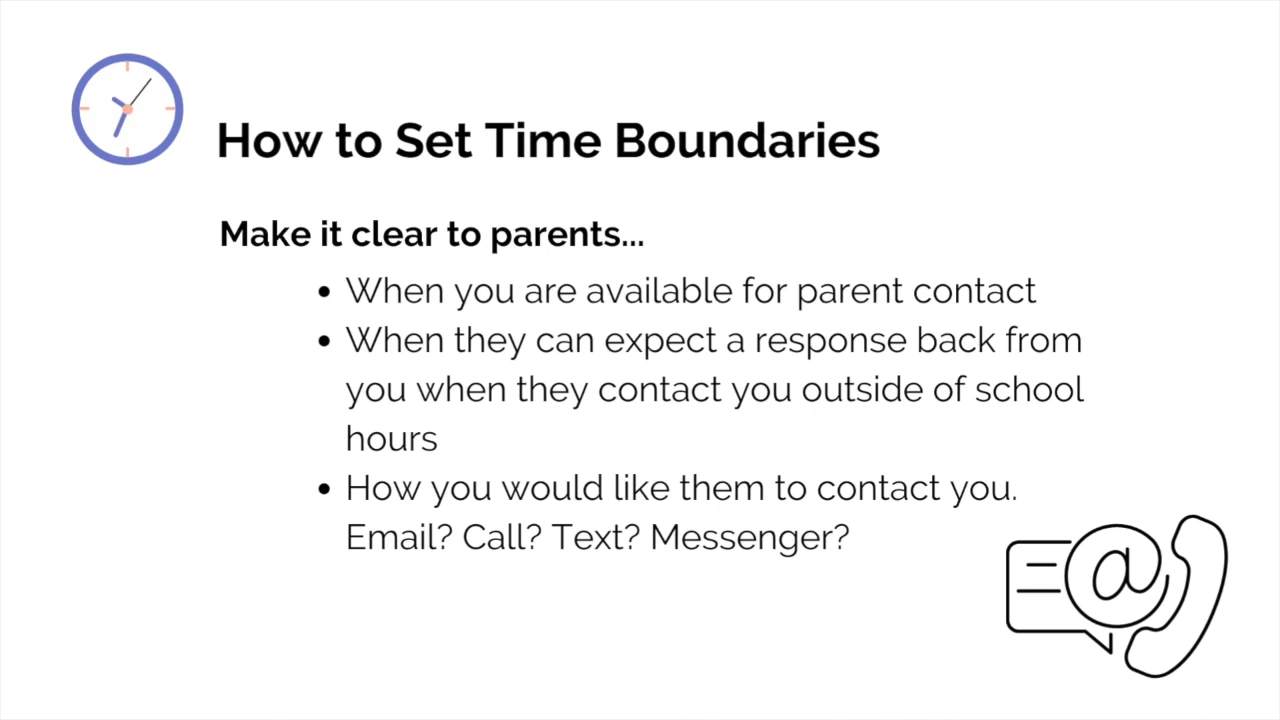 How to Set Time Boundaries
Make it clear to parents...
• When you are available for parent contact
• When they can expect a response back from
you when they contact you outside of school
hours
• How you would like them to contact you.
Email? Call? Text? Messenger?